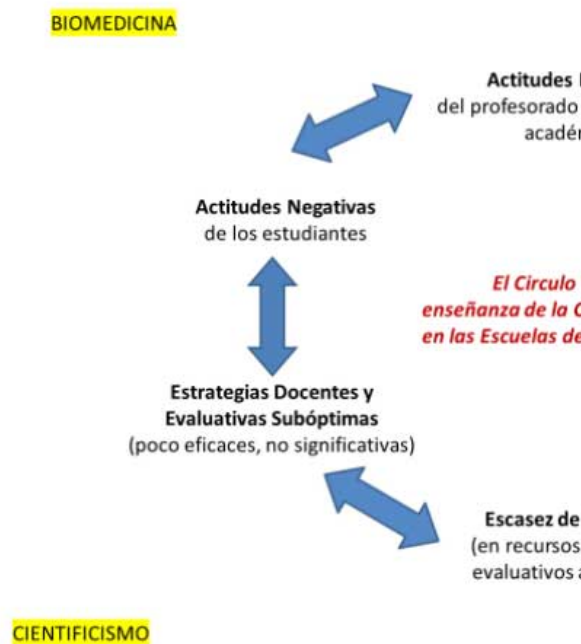 BIOMEDICINA
Actitudes
del profesorado
Actitudes Negativas
de los estudiantes
El Círculo
enseñanza de la
en las Escuelas de
Estrategias Docentes y
Evaluativas Subóptimas
(poco eficaces, no significativas)
Escasez de
(en recursos
evaluativos
CIENTIFICISMO